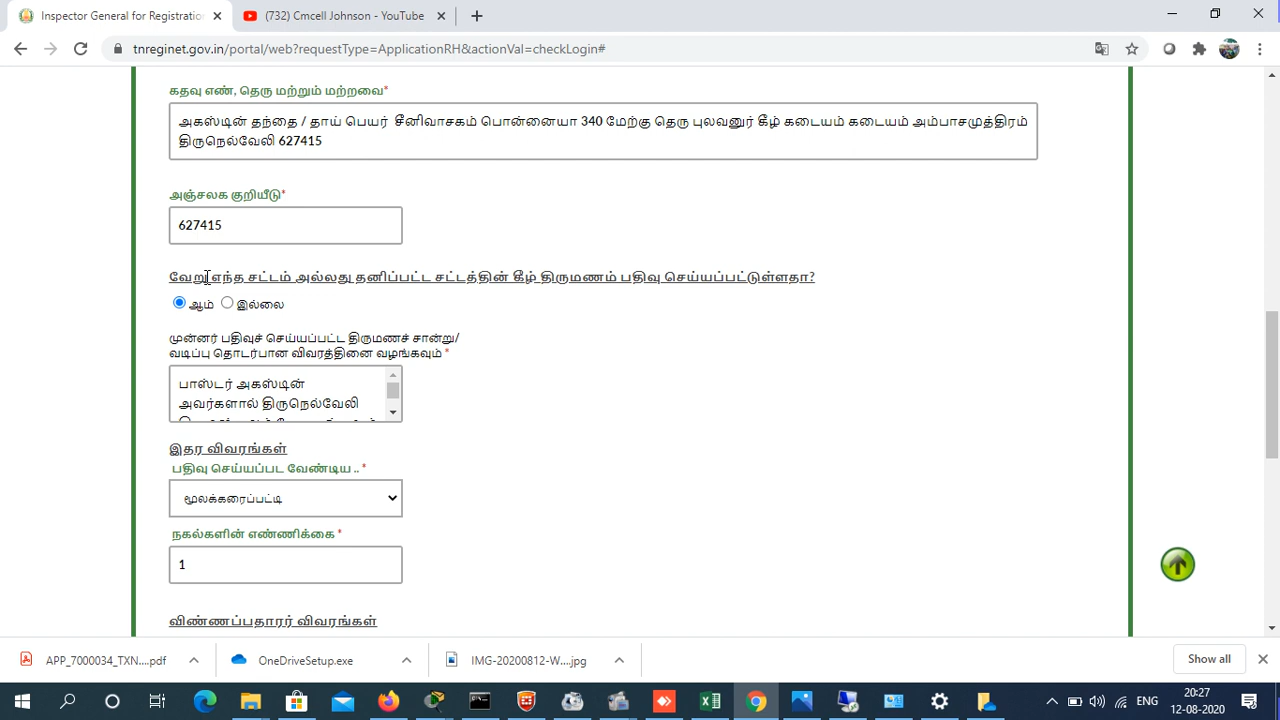 Inspector General for Registration
(732) Cmcell Johnson - YouTube
tnreginet.gov.in/portal/web?requestType=ApplicationRH&actionVal=checkLogin#
கதவு எண், தெரு மற்றும் மற்றவை*
அகஸ்டின் தந்தை / தாய் பெயர் சீனிவாசகம் பொன்னையா 340 மேற்கு தெரு புலவனுர் கீழ் கடையம் கடையம் அம்பாசமுத்திரம்
திருநெல்வேலி 627415
அஞ்சலக குறியீடு*
627415
வேறு எந்த சட்டம் அல்லது தனிப்பட்ட சட்டத்தின் கீழ் திருமணம் பதிவு செய்யப்பட்டுள்ளதா?
ஆம் இல்லை
முன்னர் பதிவுச் செய்யப்பட்ட திருமணச் சான்று/
வடிப்பு தொடர்பான விவரத்தினை வழங்கவும் *
பாஸ்டர் அகஸ்டின்
அவர்களால் திருநெல்வேலி
இதர விவரங்கள்
பதிவு செய்யப்பட வேண்டிய .. *
மூலக்கரைப்பட்டி
நகல்களின் எண்ணிக்கை *
1
விண்ணப்பதாரர் விவரங்கள்
APP_7000034_TXN....pdf
OneDriveSetup.exe
IMG-20200812-W....jpg
Show all
ENG
20:27
12-08-2020